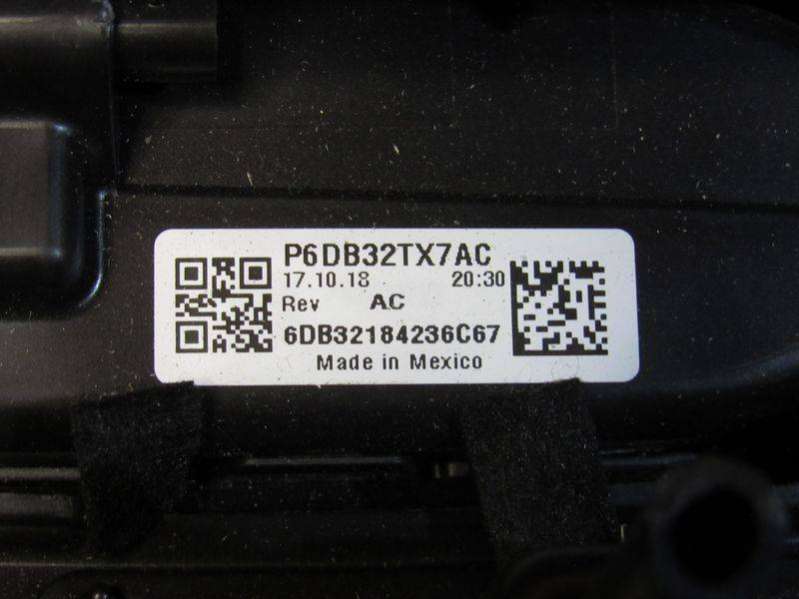 P6DB32TX7AC
17.10.18 20:30
Rev AC
6DB32184236C67
Made in Mexico